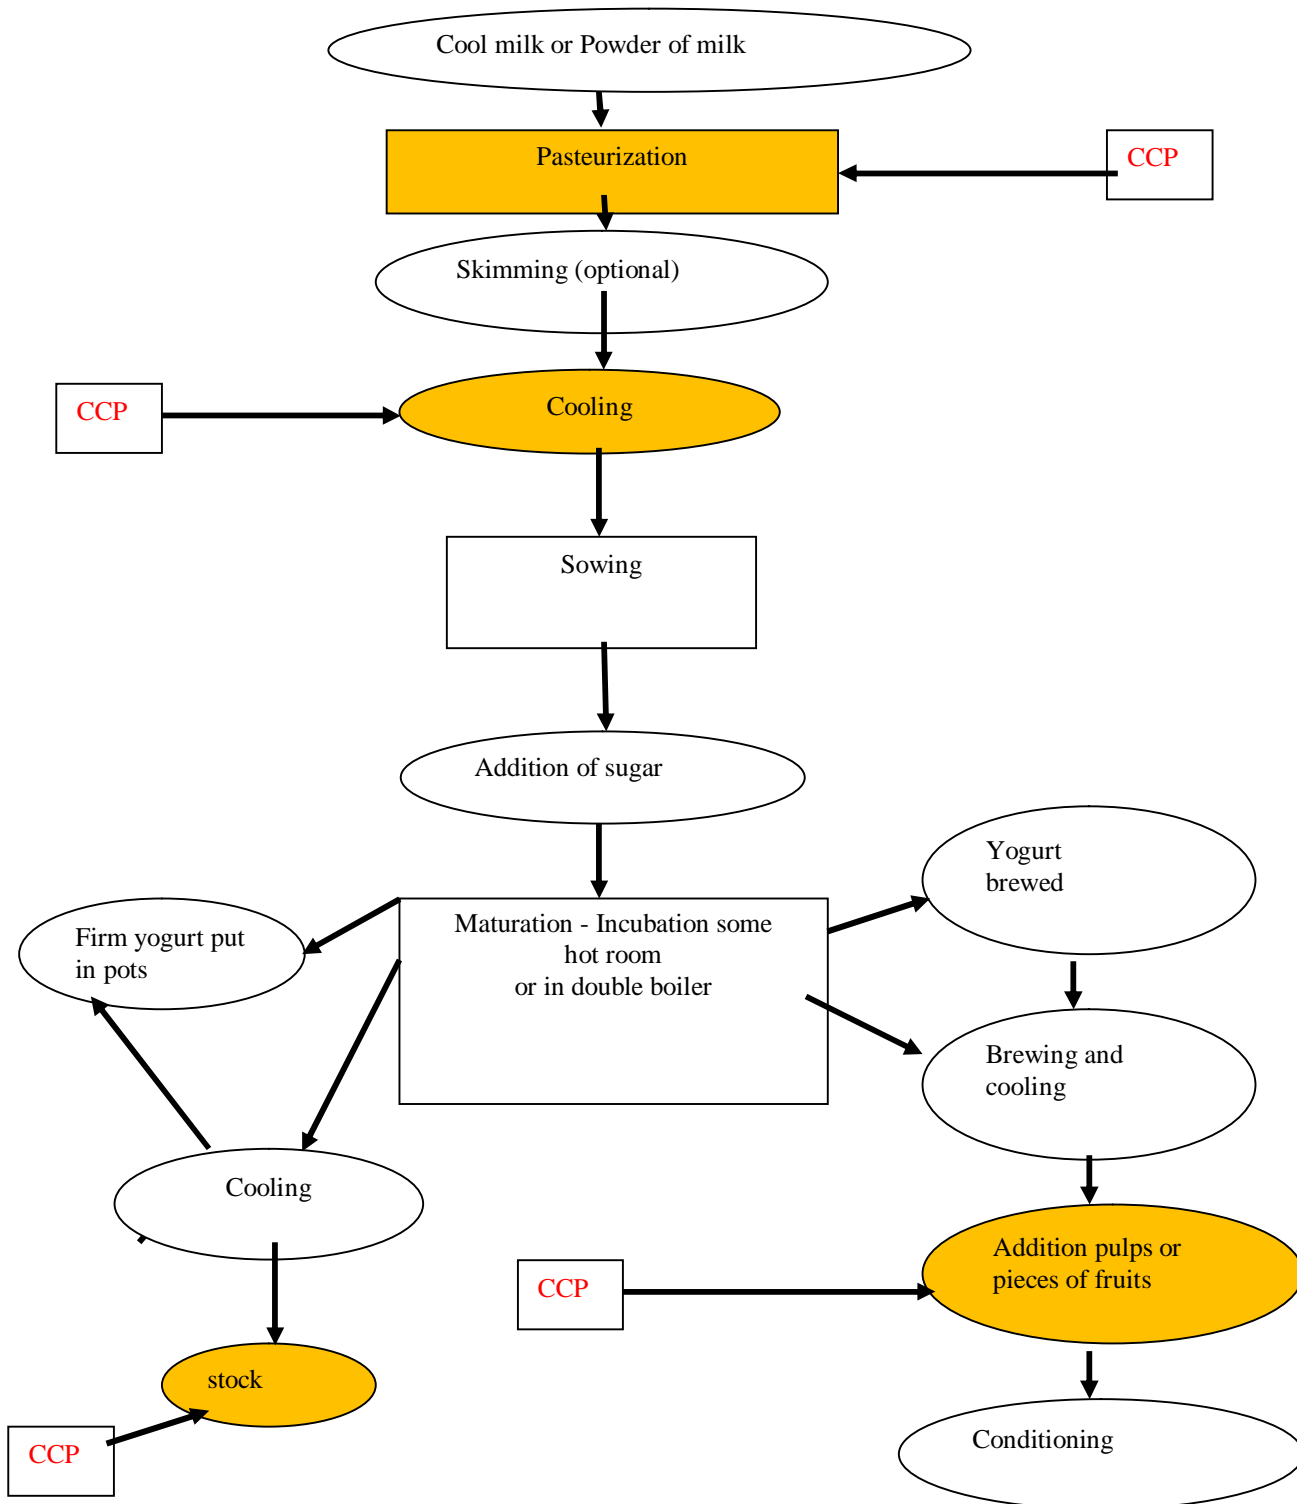 Cool milk or Powder of milk
Pasteurization
CCP
Skimming (optional)
CCP
Cooling
Sowing
Addition of sugar
Yogurt
brewed
Maturation - Incubation some
hot room
or in double boiler
Firm yogurt put
in pots
Brewing and
cooling
Cooling
Addition pulps or
pieces of fruits
CCP
stock
CCP
Conditioning